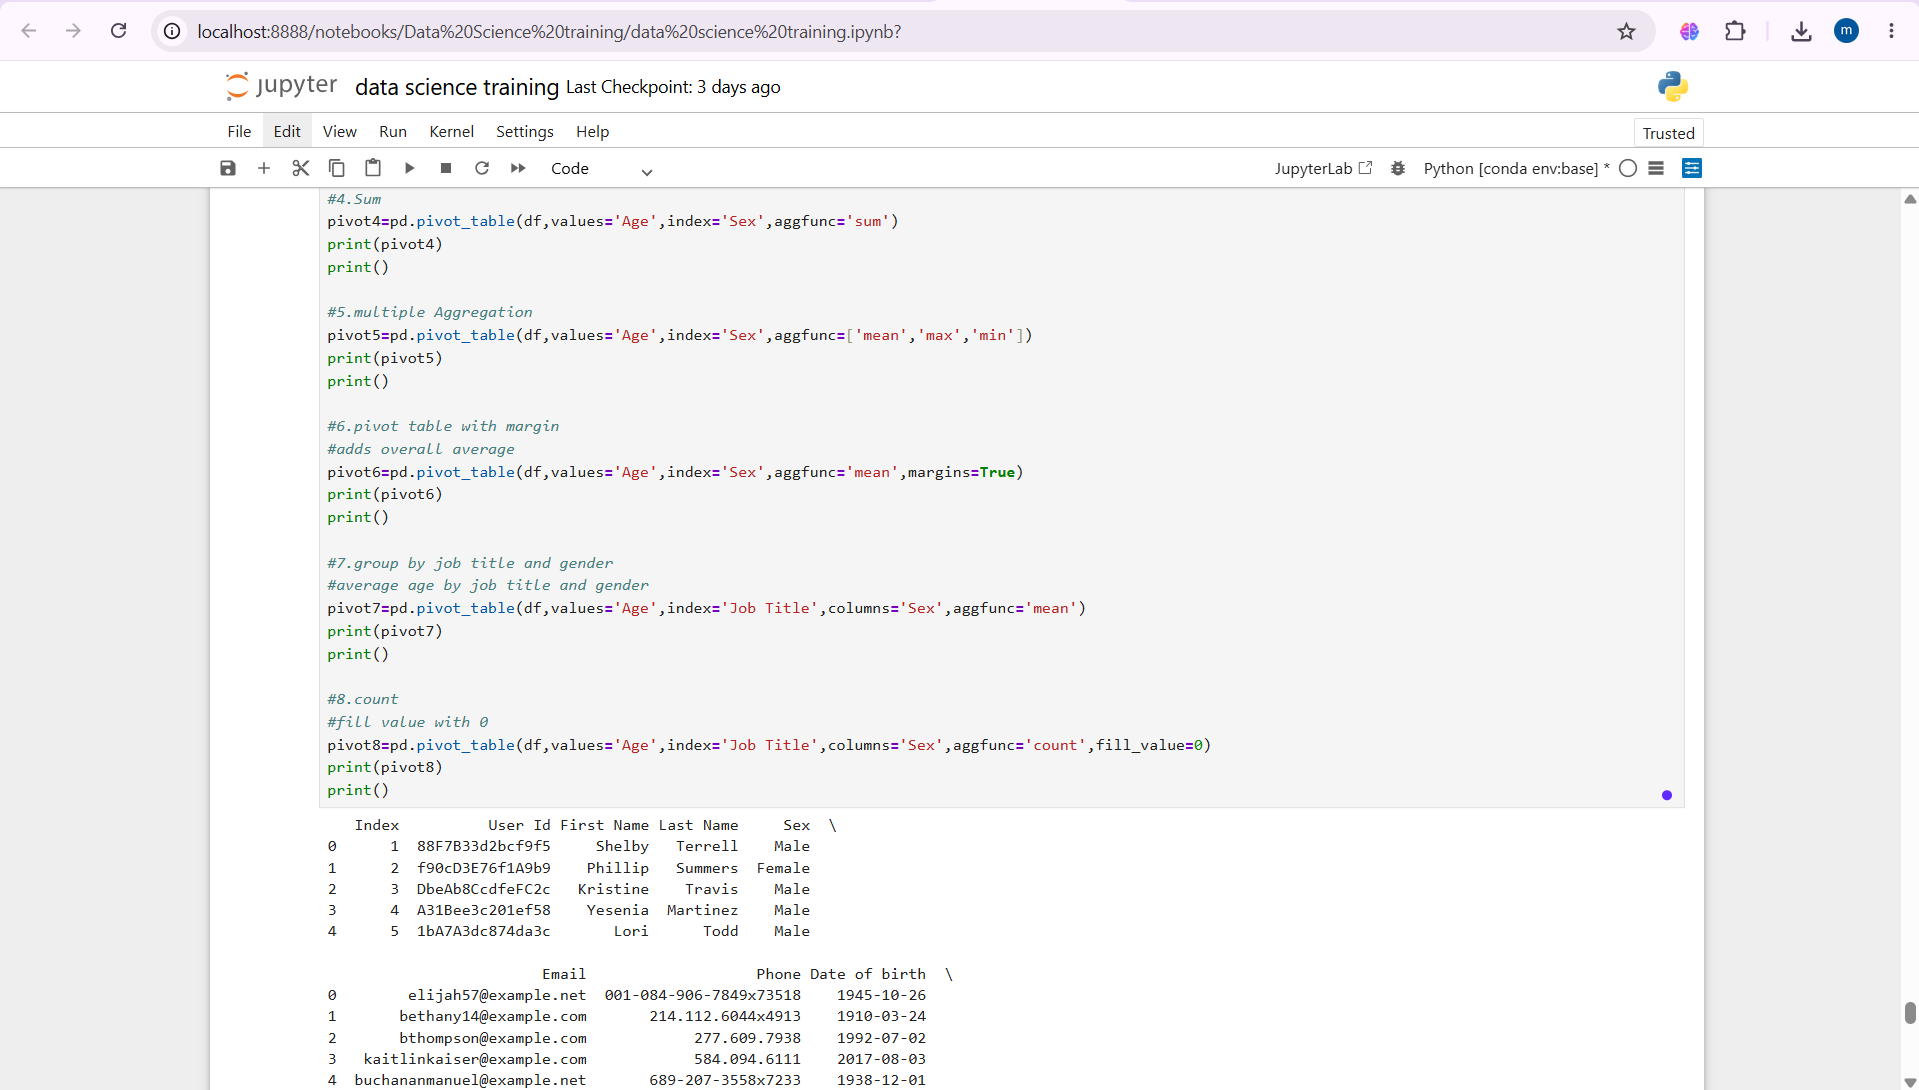 localhost:8888/notebooks/Data%20Science%20training/data%20science%20training.ipynb?
m
jupyter data science training Last Checkpoint: 3 days ago
File Edit View Run Kernel Settings Help
Trusted
Code
JupyterLab Python [conda env:base] *
#4.Sum
pivot4=pd.pivot_table(df,values='Age',index='Sex',aggfunc='sum')
print(pivot4)
print()
#5.multiple Aggregation
pivot5=pd.pivot_table(df,values='Age',index='Sex',aggfunc=['mean','max','min'])
print(pivot5)
print()
#6.pivot table with margin
#adds overall average
pivot6=pd.pivot_table(df,values='Age',index='Sex',aggfunc='mean',margins=True)
print(pivot6)
print()
#7.group by job title and gender
#average age by job title and gender
pivot7=pd.pivot_table(df,values='Age',index='Job Title',columns='Sex',aggfunc='mean')
print(pivot7)
print()
#8.count
#fill value with 0
pivot8=pd.pivot_table(df,values='Age',index='Job Title',columns='Sex',aggfunc='count',fill_value=0)
print(pivot8)
print()
Index User Id First Name Last Name Sex \
0 1 88F7B33d2bcf9f5 Shelby Terrell Male
1 2 f90cD3E76f1A9b9 Phillip Summers Female
2 3 DbeAb8CcdfeFC2c Kristine Travis Male
3 4 A31Bee3c201ef58 Yesenia Martinez Male
4 5 1bA7A3dc874da3c Lori Todd Male
Email Phone Date of birth \
0 elijah57@example.net 001-084-906-7849x73518 1945-10-26
1 bethany14@example.com 214.112.6044x4913 1910-03-24
2 bthompson@example.com 277.609.7938 1992-07-02
3 kaitlinkaiser@example.com 584.094.6111 2017-08-03
4 buchananmanuel@example.net 689-207-3558x7233 1938-12-01